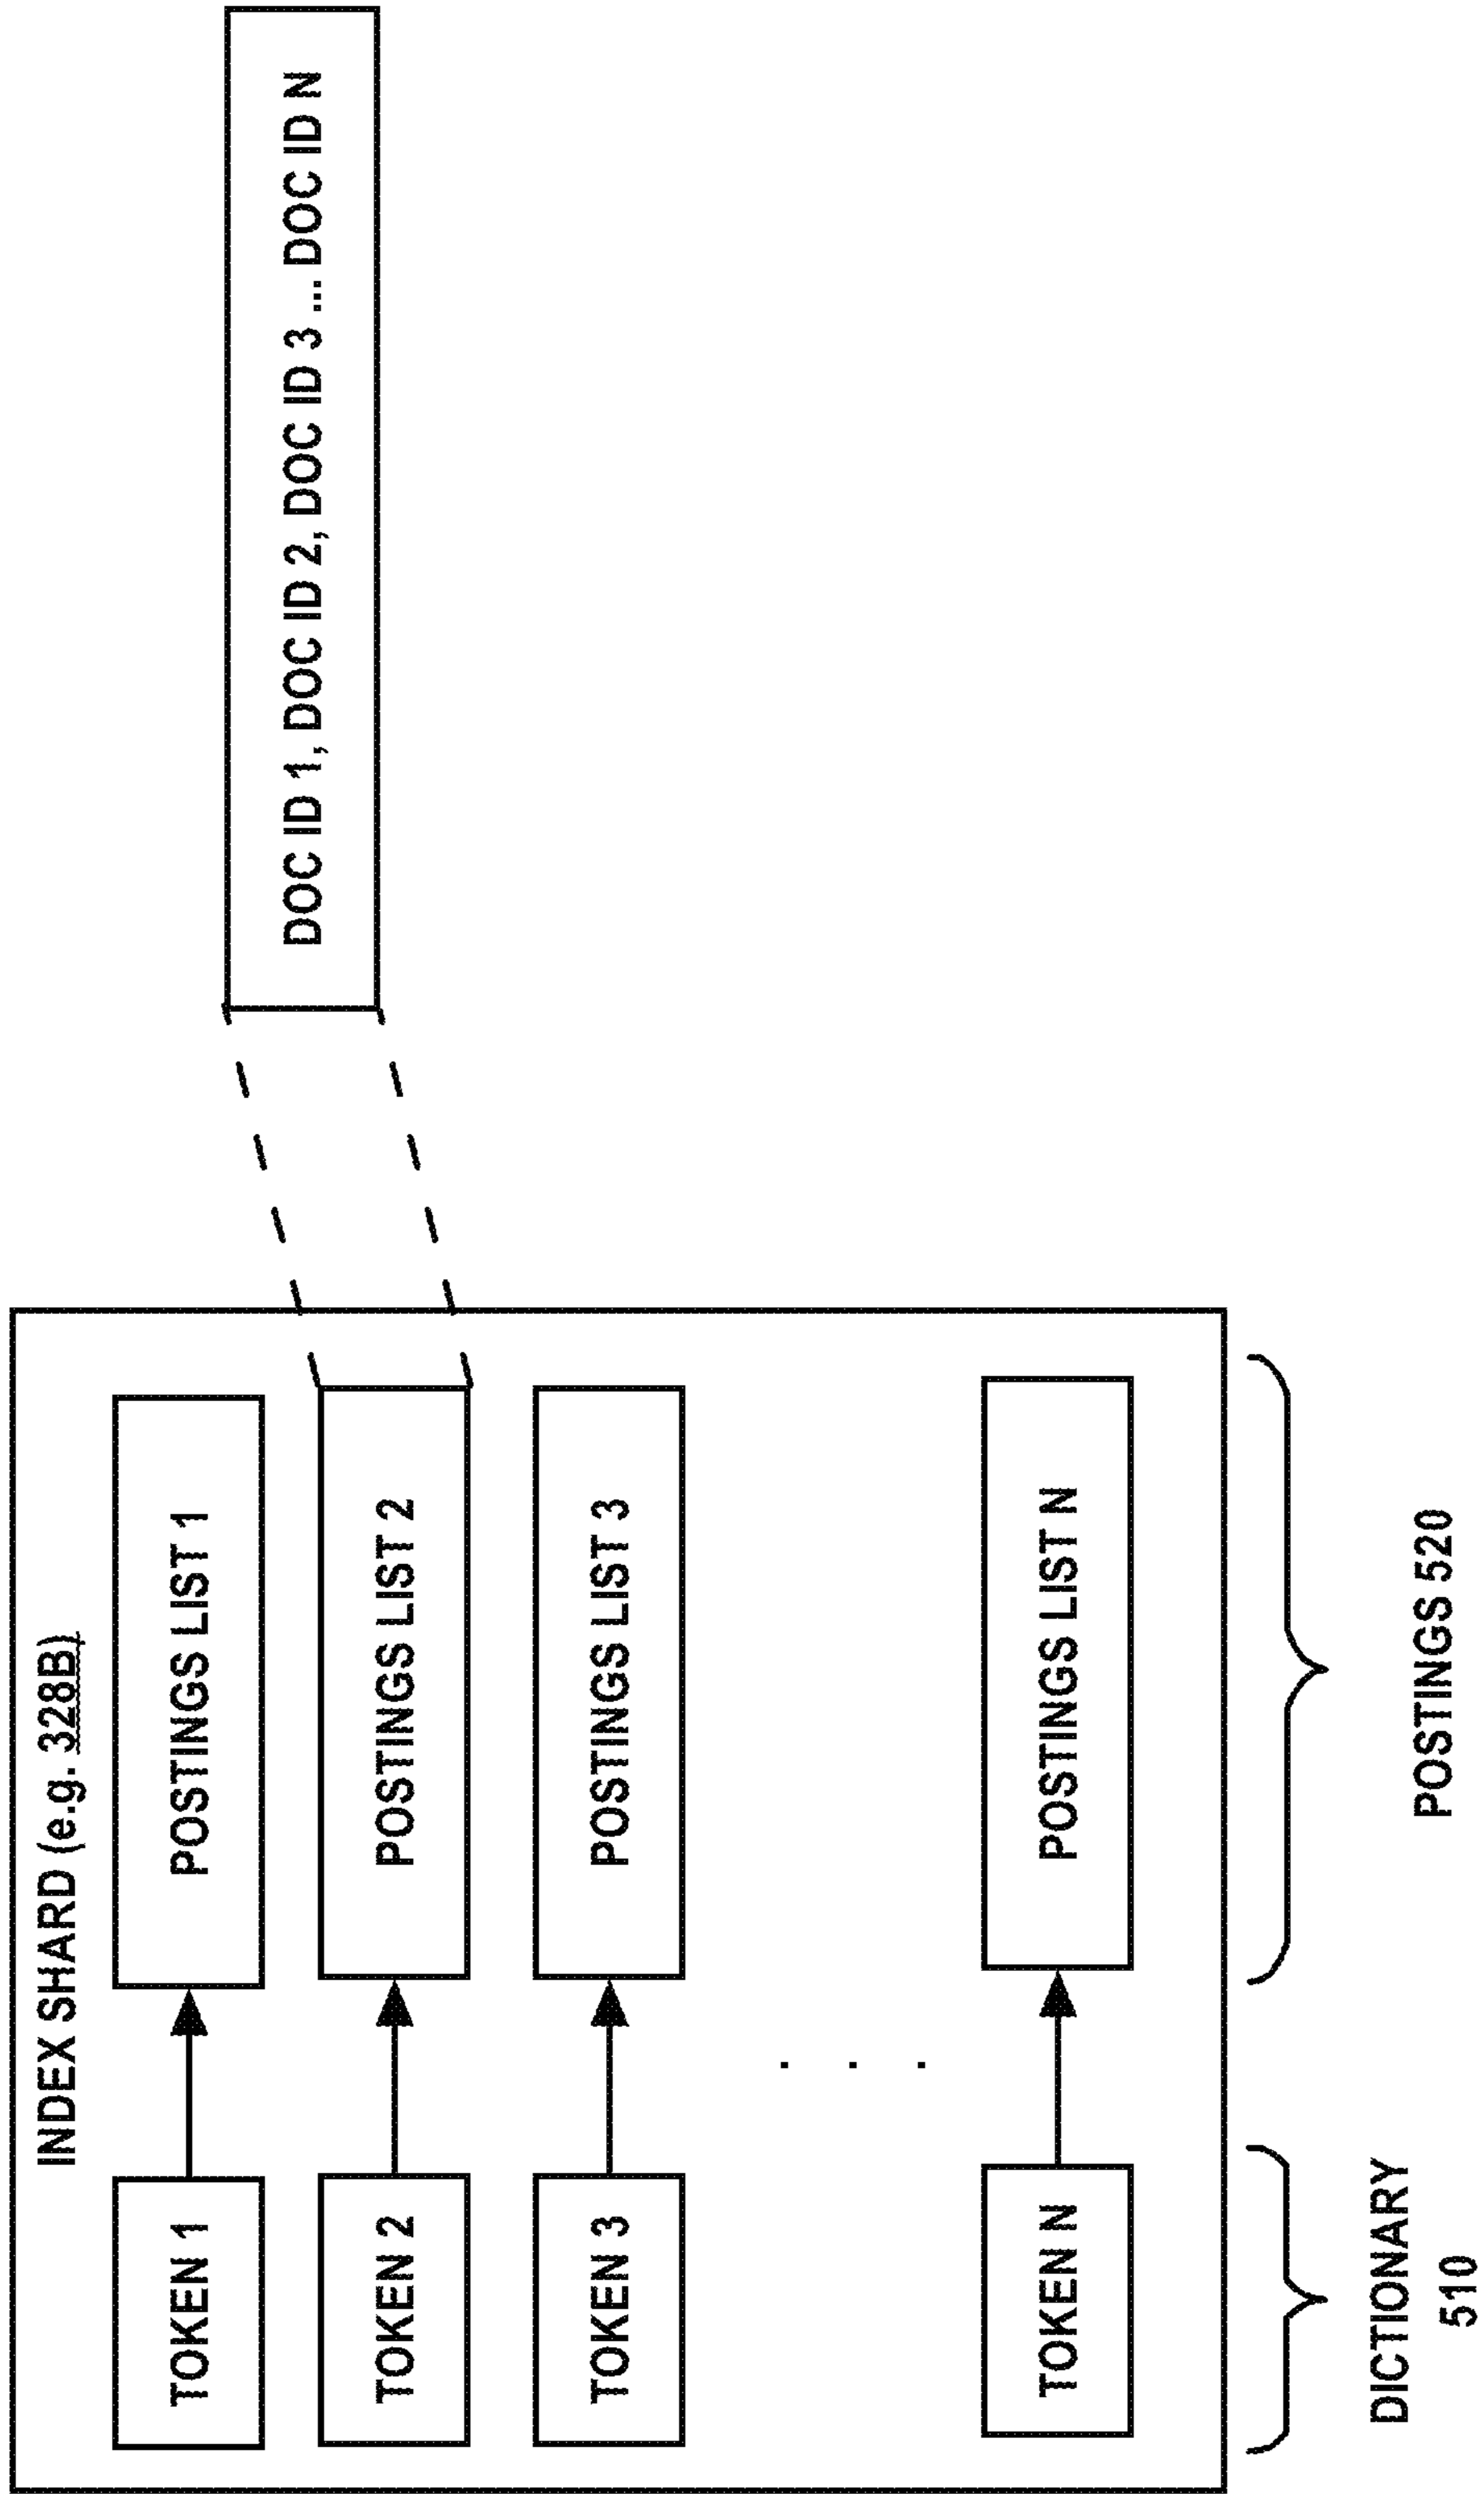 INDEX SHARD (e.g. 328B)
TOKEN 1
POSTINGS LIST 1
TOKEN 2
POSTINGS LIST 2
DOC ID 1, DOC ID 2, DOC ID 3 ... DOC ID N
TOKEN 3
POSTINGS LIST 3
. . .
TOKEN N
POSTINGS LIST N
DICTIONARY
510
POSTINGS 520